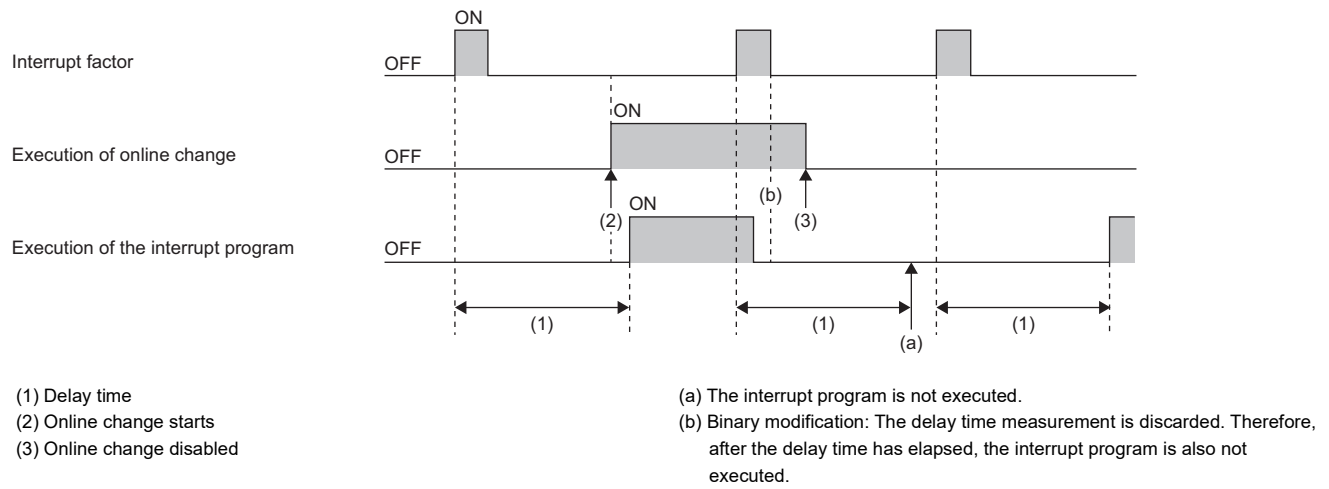 ON
Interrupt factor
OFF
ON
Execution of online change
OFF
(b)
(2)
(3)
ON
Execution of the interrupt program
OFF
(1)
(1)
(1)
(a)
(1) Delay time
(2) Online change starts
(3) Online change disabled
(a) The interrupt program is not executed.
(b) Binary modification: The delay time measurement is discarded. Therefore,
after the delay time has elapsed, the interrupt program is also not
executed.